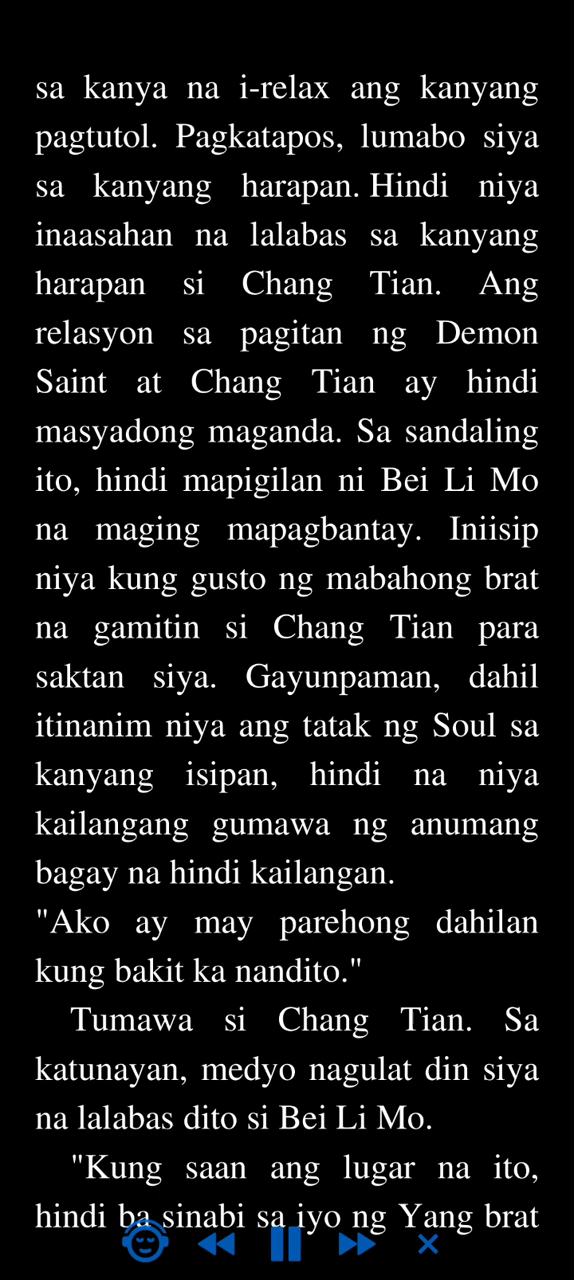 sa kanya na i-relax ang kanyang
pagtutol. Pagkatapos, lumabo siya
sa kanyang harapan. Hindi niya
inaasahan na lalabas sa kanyang
harapan si Chang Tian. Ang
relasyon sa pagitan ng Demon
Saint at Chang Tian ay hindi
masyadong maganda. Sa sandaling
ito, hindi mapigilan ni Bei Li Mo
na maging mapagbantay. Iniisip
niya kung gusto ng mabahong brat
na gamitin si Chang Tian para
saktan siya. Gayunpaman, dahil
itinanim niya ang tatak ng Soul sa
kanyang isipan, hindi na niya
kailangang gumawa ng anumang
bagay na hindi kailangan.
"Ako ay may parehong dahilan
kung bakit ka nandito."
Tumawa si Chang Tian. Sa
katunayan, medyo nagulat din siya
na lalabas dito si Bei Li Mo.
"Kung saan ang lugar na ito,
hindi ba sinabi sa iyo ng Yang brat